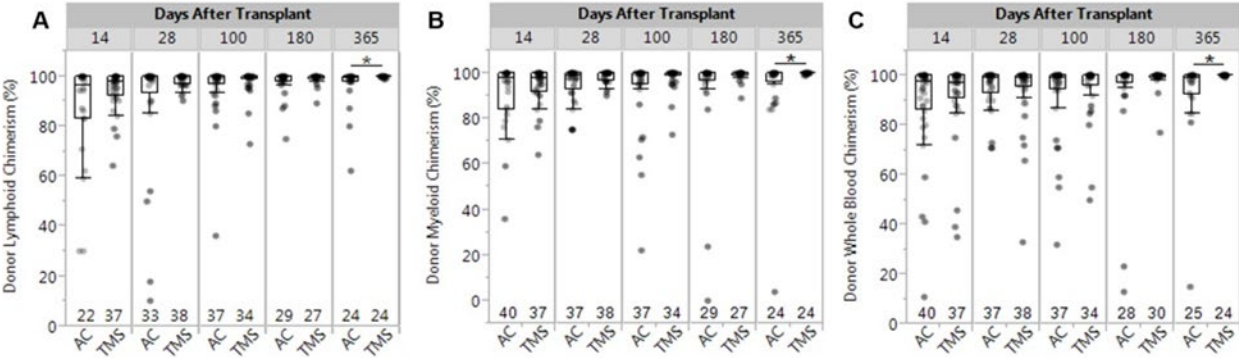 A
Days After Transplant
14 28 100 180 365
Donor Lymphoid Chimerism (%)
100
80
60
40
20
0
*
22 37 33 38 37 34 29 27 24 24
AC TMS AC TMS AC TMS AC TMS AC TMS
B
Days After Transplant
14 28 100 180 365
Donor Myeloid Chimerism (%)
100
80
60
40
20
0
*
40 37 37 38 37 34 29 27 24 24
AC TMS AC TMS AC TMS AC TMS AC TMS
C
Days After Transplant
14 28 100 180 365
Donor Whole Blood Chimerism (%)
100
80
60
40
20
0
*
40 37 37 38 37 34 28 30 25 24
AC TMS AC TMS AC TMS AC TMS AC TMS